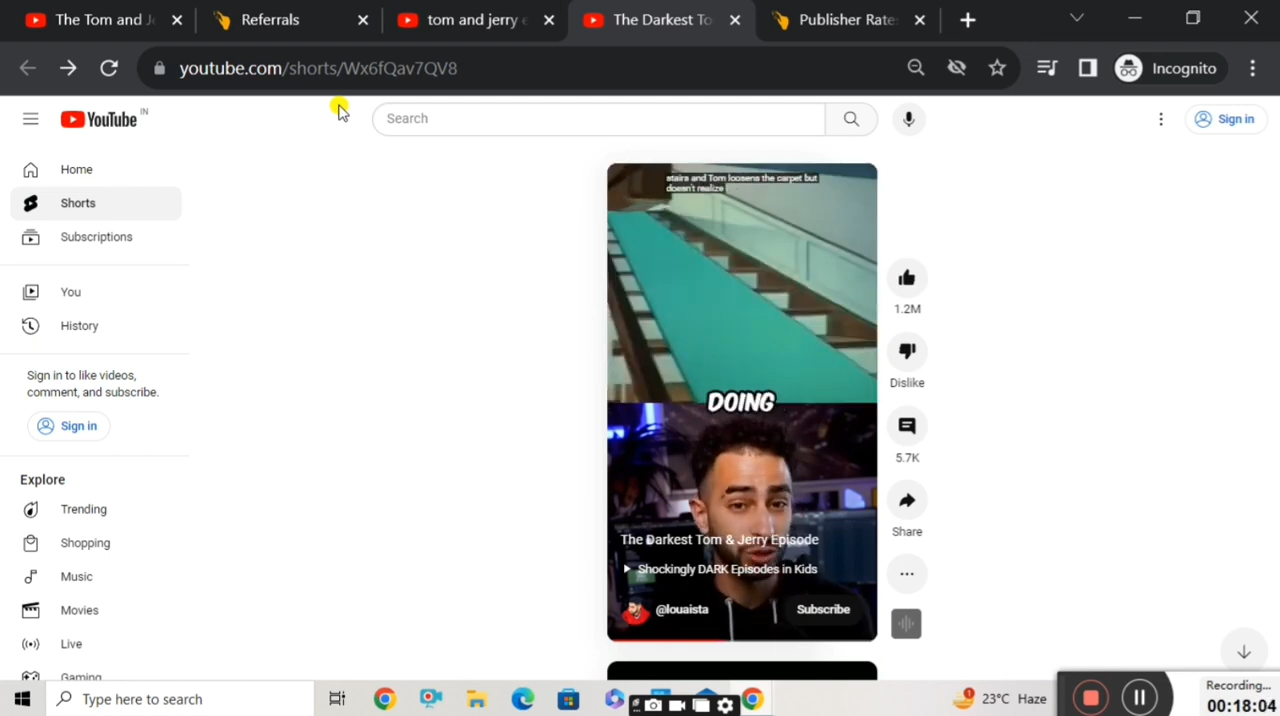 The Tom and J
Referrals
tom and jerry e
The Darkest To
Publisher Rate
youtube.com/shorts/Wx6fQav7QV8
Incognito
YouTube IN
Search
Sign in
Home
Shorts
Subscriptions
You
History
Sign in to like videos,
comment, and subscribe.
Sign in
Explore
Trending
Shopping
Music
Movies
Live
Gaming
stairs and Tom loosens the carpet but
doesn't realize
DOING
The Darkest Tom & Jerry Episode
Shockingly DARK Episodes in Kids
@louaista
Subscribe
1.2M
Dislike
5.7K
Share
Type here to search
1
23°C Haze
Recording...
00:18:04